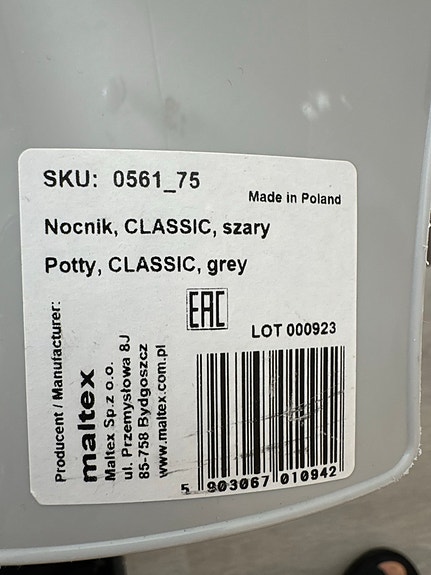 SKU: 0561_75
Made in Poland
Nocnik, CLASSIC, szary
Potty, CLASSIC, grey
EAC
LOT 000923
Producent / Manufacturer:
maltex
Maltex Sp. z o.o.
ul. Przemysłowa 8J
85-758 Bydgoszcz
www.maltex.com.pl
5 903067 010942